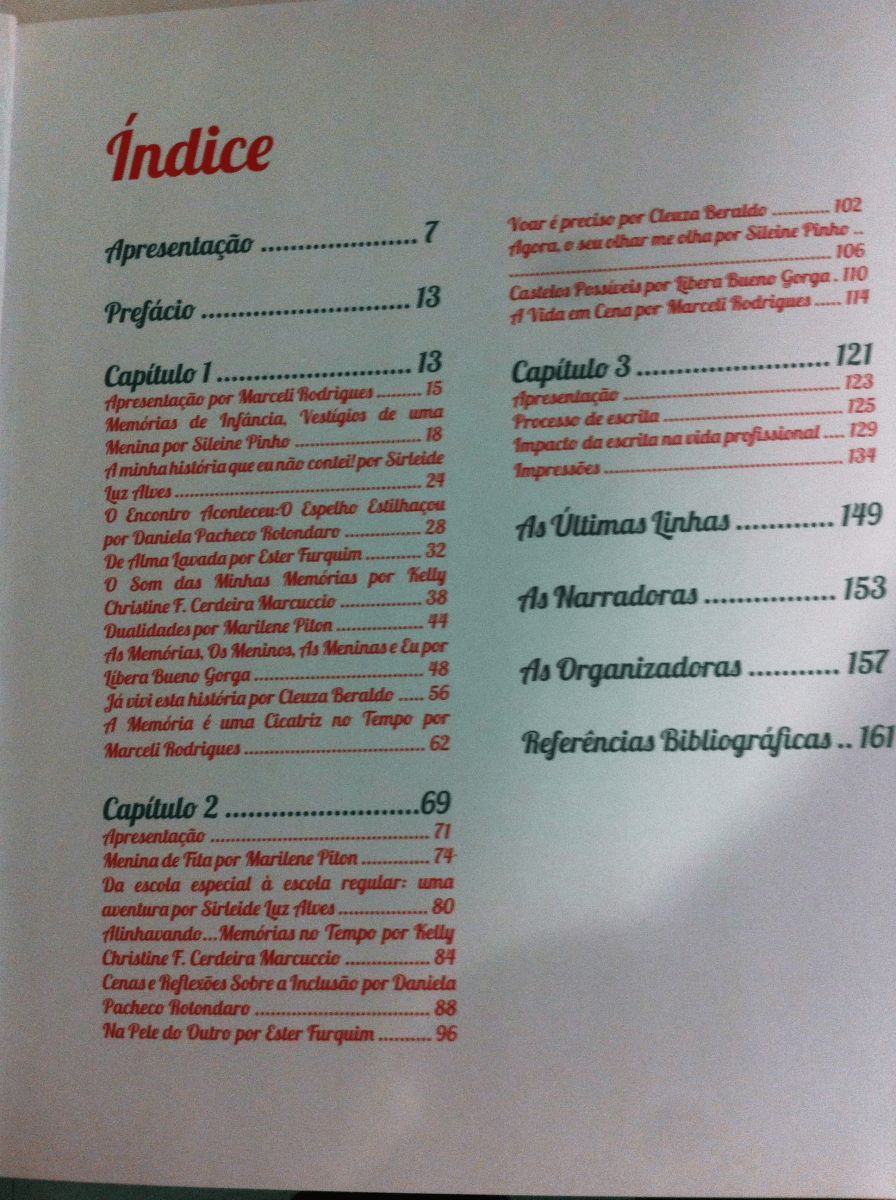 Índice
Apresentação .................... 7
Prefácio ........................... 13
Capítulo 1 ......................... 13
Apresentação por Marceli Rodrigues ......... 15
Memórias de Infância, Vestígios de uma
Menina por Sileine Pinho ......................... 18
A minha história que eu não contei! por Sirleide
Luz Alves ................................................. 24
O Encontro Aconteceu:O Espelho Estilhaçou
por Daniela Pacheco Rotondaro ............... 28
De Alma Lavada por Ester Furquim ........... 32
O Som das Minhas Memórias por Kelly
Christine F. Cerdeira Marcuccio ................ 38
Dualidades por Marilene Piton ................. 44
As Memórias, Os Meninos, As Meninas e Eu por
Líbera Bueno Gorga ................................. 48
Já vivi esta história por Cleuza Beraldo ..... 56
A Memória é uma Cicatriz no Tempo por
Marceli Rodrigues .................................... 62
Capítulo 2 .........................69
Apresentação ........................................... 71
Menina de Fita por Marilene Piton ............. 74
Da escola especial à escola regular: uma
aventura por Sirleide Luz Alves .................. 80
Alinhavando...Memórias no Tempo por Kelly
Christine F. Cerdeira Marcuccio ................. 84
Cenas e Reflexões Sobre a Inclusão por Daniela
Pacheco Rotondaro ................................... 88
Na Pele do Outro por Ester Furquim ........... 96
Voar é preciso por Cleuza Beraldo ............ 102
Agora, o seu olhar me olha por Sileine Pinho ..
................................................................ 106
Castelos Possíveis por Líbera Bueno Gorga . 110
A Vida em Cena por Marceli Rodrigues ...... 114
Capítulo 3 ........................ 121
Apresentação ........................................... 123
Processo de escrita ................................... 125
Impacto da escrita na vida profissional .... 129
Impressões ............................................... 134
As Últimas Linhas ............ 149
As Narradoras ................ 153
As Organizadoras ........... 157
Referências Bibliográficas .. 161